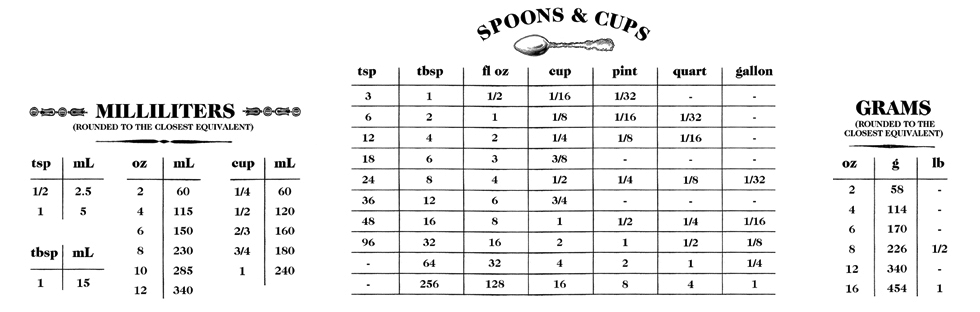 MILLILITERS
(ROUNDED TO THE CLOSEST EQUIVALENT)
tsp mL
1/2 2.5
1 5
tbsp mL
1 15
oz mL
2 60
4 115
6 150
8 230
10 285
12 340
cup mL
1/4 60
1/2 120
2/3 160
3/4 180
1 240
SPOONS & CUPS
tsp tbsp fl oz cup pint quart gallon
3 1 1/2 1/16 1/32 - -
6 2 1 1/8 1/16 1/32 -
12 4 2 1/4 1/8 1/16 -
18 6 3 3/8 - - -
24 8 4 1/2 1/4 1/8 1/32
36 12 6 3/4 - - -
48 16 8 1 1/2 1/4 1/16
96 32 16 2 1 1/2 1/8
- 64 32 4 2 1 1/4
- 256 128 16 8 4 1
GRAMS
(ROUNDED TO THE
CLOSEST EQUIVALENT)
oz g lb
2 58 -
4 114 -
6 170 -
8 226 1/2
12 340 -
16 454 1